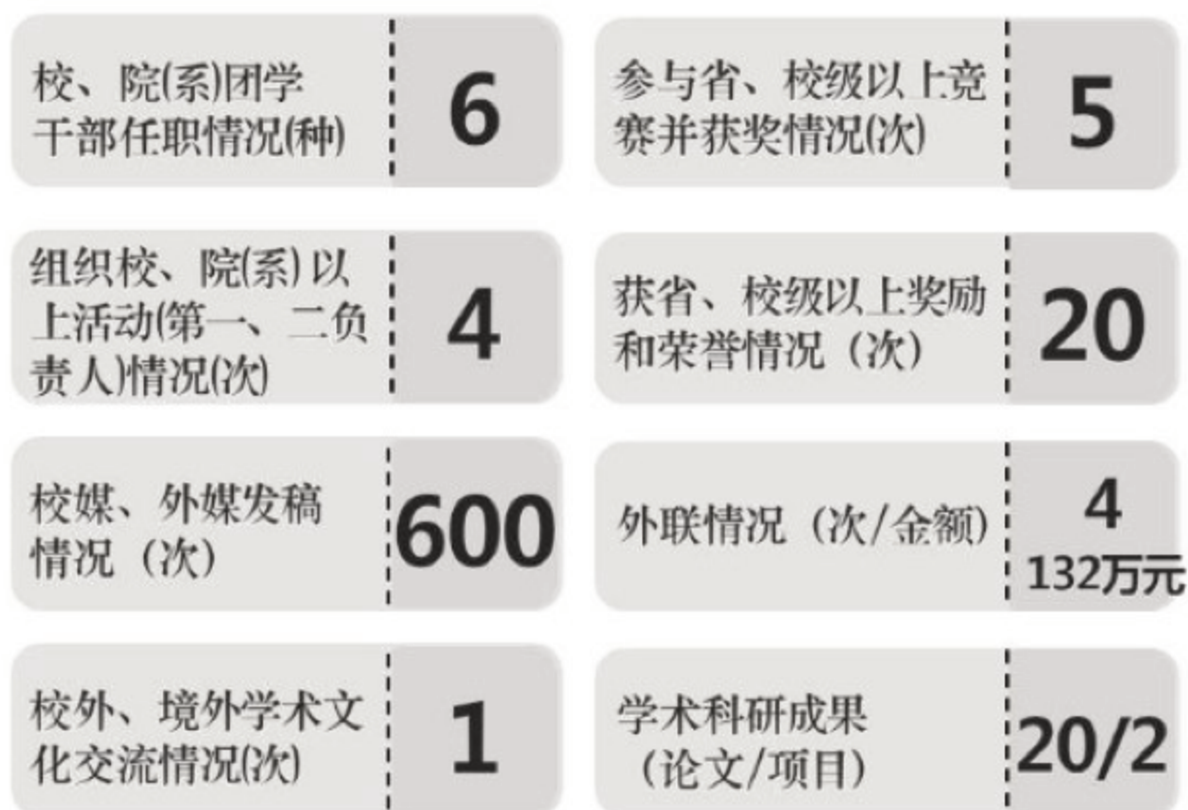 校、院(系)团学
干部任职情况(种)
6
参与省、校级以上竞
赛并获奖情况(次)
5
组织校、院(系)以
上活动(第一、二负
责人)情况(次)
4
获省、校级以上奖励
和荣誉情况（次）
20
校媒、外媒发稿
情况（次）
600
外联情况（次/金额）
4
132万元
校外、境外学术文
化交流情况(次)
1
学术科研成果
（论文/项目）
20/2